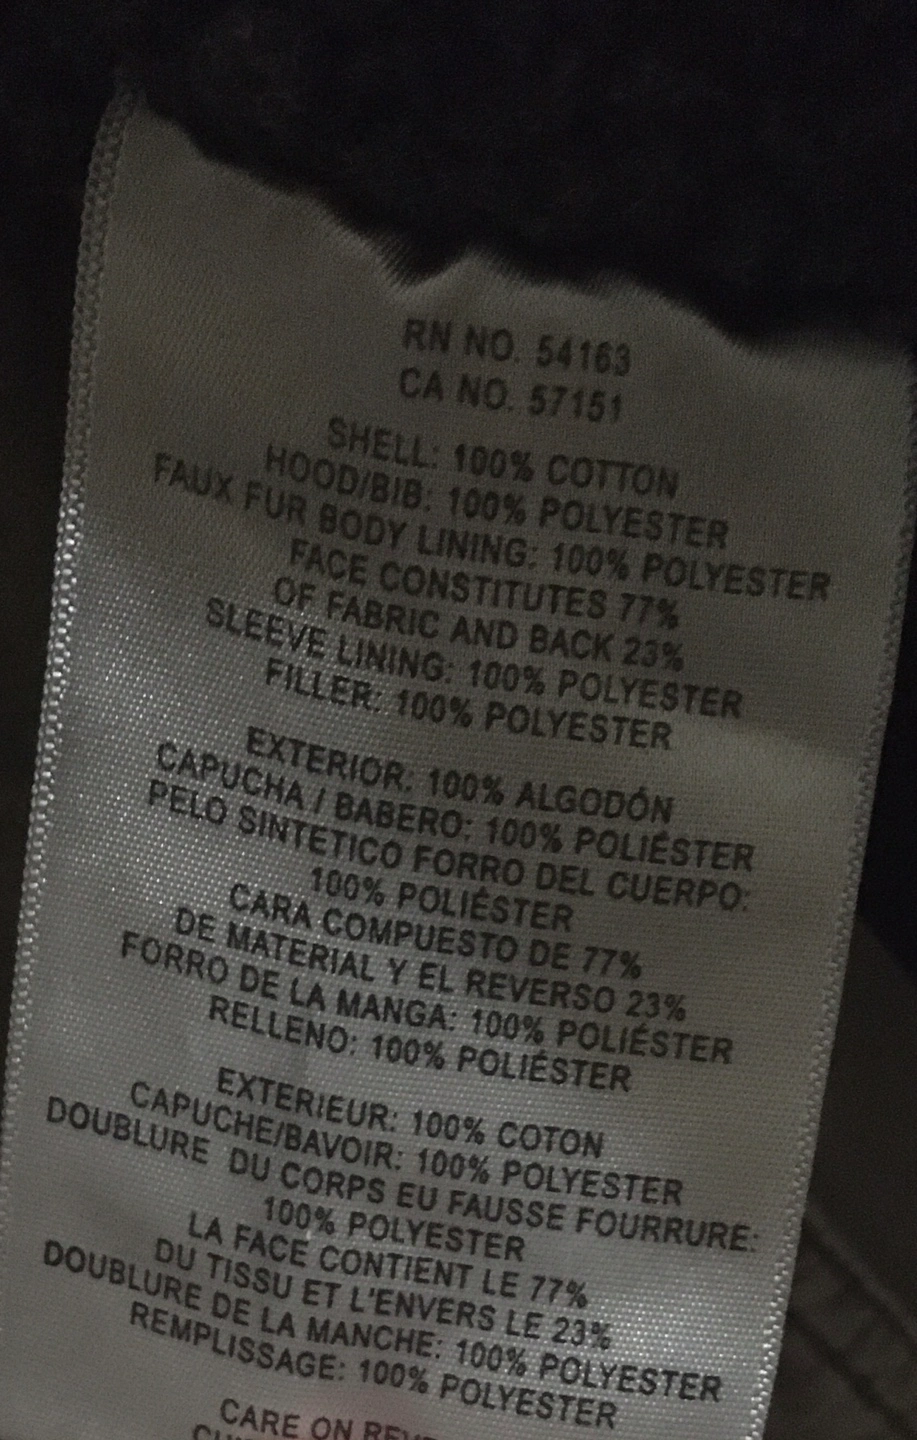 RN NO. 54163
CA NO. 57151
SHELL: 100% COTTON
HOOD/BIB: 100% POLYESTER
FAUX FUR BODY LINING: 100% POLYESTER
FACE CONSTITUTES 77%
OF FABRIC AND BACK 23%
SLEEVE LINING: 100% POLYESTER
FILLER: 100% POLYESTER
EXTERIOR: 100% ALGODÓN
CAPUCHA / BABERO: 100% POLIÉSTER
PELO SINTETICO FORRO DEL CUERPO:
100% POLIÉSTER
CARA COMPUESTO DE 77%
DE MATERIAL Y EL REVERSO 23%
FORRO DE LA MANGA: 100% POLIÉSTER
RELLENO: 100% POLIÉSTER
EXTERIEUR: 100% COTON
CAPUCHE/BAVOIR: 100% POLYESTER
DOUBLURE DU CORPS EU FAUSSE FOURRURE:
100% POLYESTER
LA FACE CONTIENT LE 77%
DU TISSU ET L'ENVERS LE 23%
DOUBLURE DE LA MANCHE: 100% POLYESTER
REMPLISSAGE: 100% POLYESTER
CARE ON